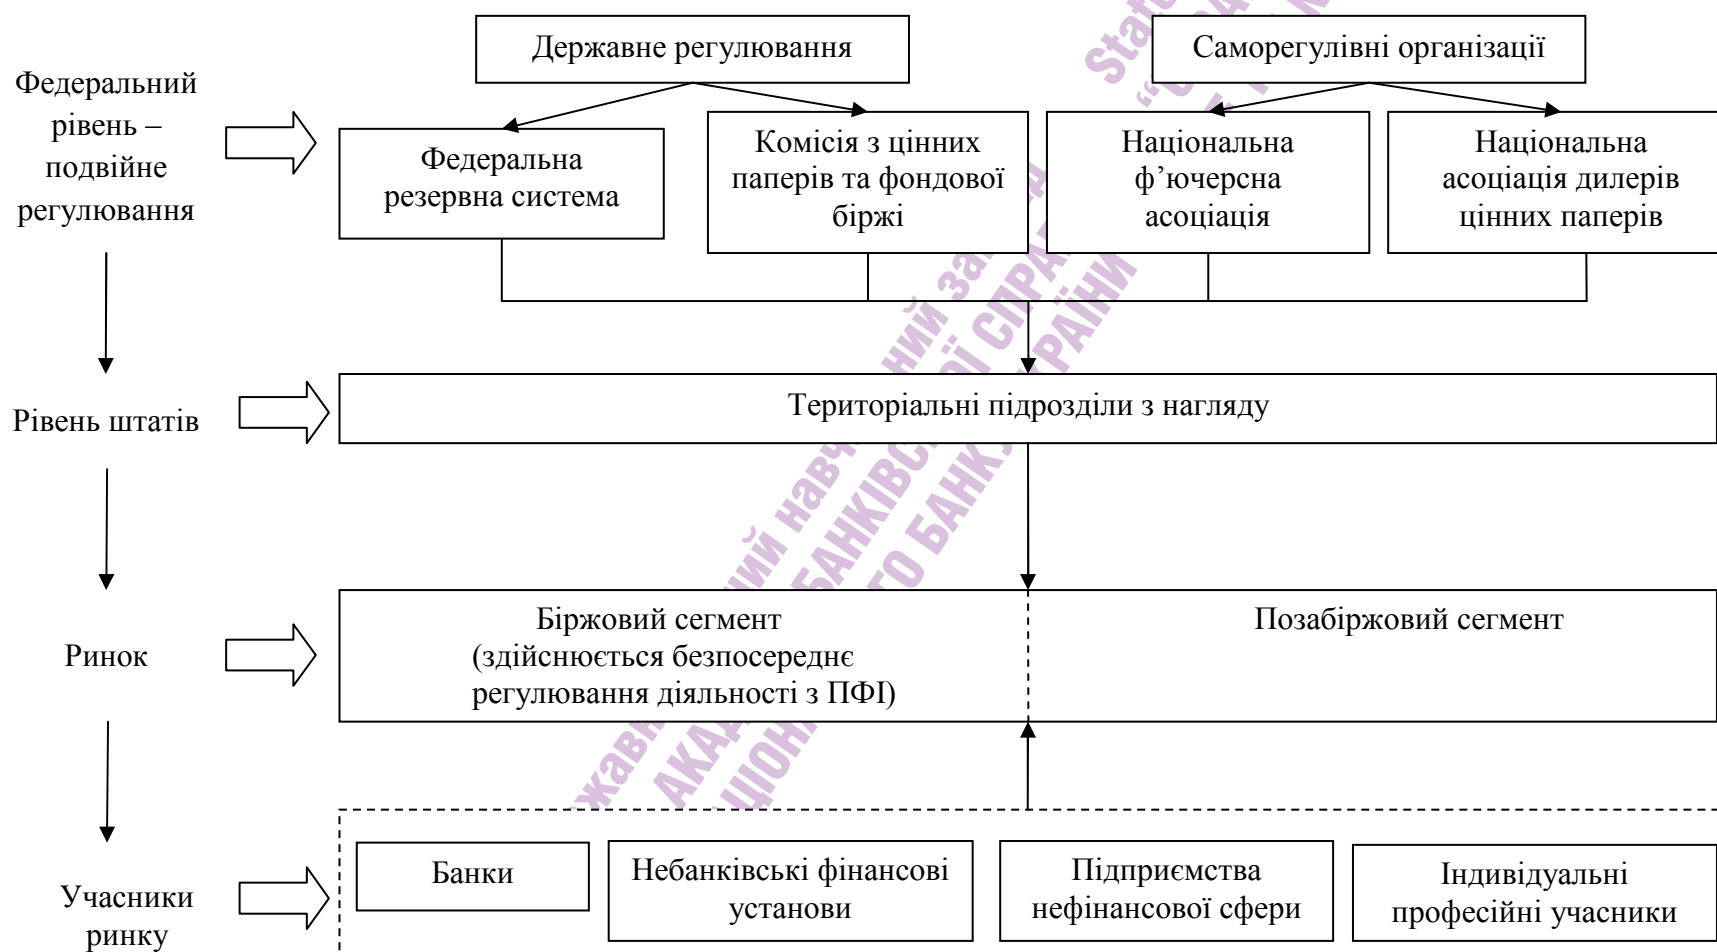 Державне регулювання
Саморегулівні організації
Федеральний
рівень –
подвійне
регулювання
Федеральна
резервна система
Комісія з цінних
паперів та фондової
біржі
Національна
ф’ючерсна
асоціація
Національна
асоціація дилерів
цінних паперів
Рівень штатів
Територіальні підрозділи з нагляду
Ринок
Біржовий сегмент
(здійснюється безпосереднє
регулювання діяльності з ПФІ)
Позабіржовий сегмент
Учасники
ринку
Банки
Небанківські фінансові
установи
Підприємства
нефінансової сфери
Індивідуальні
професійні учасники